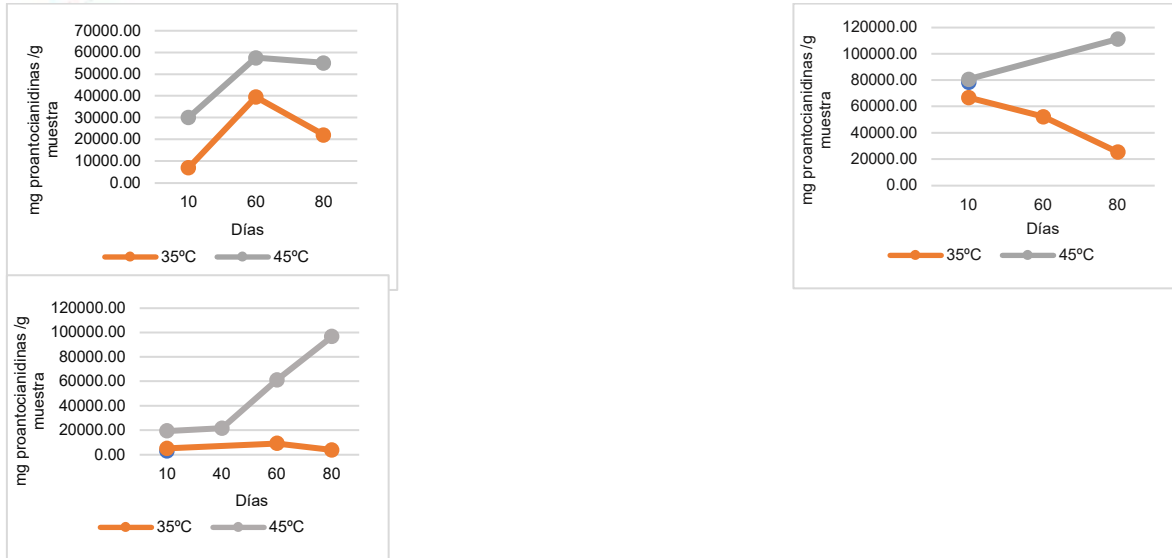 mg proantocianidinas /g
muestra
70000.00
60000.00
50000.00
40000.00
30000.00
20000.00
10000.00
0.00
10 60 80
Días
35ºC 45ºC
mg proantocianidinas /g
muestra
120000.00
100000.00
80000.00
60000.00
40000.00
20000.00
0.00
10 60 80
Días
35ºC 45ºC
mg proantocianidinas /g
muestra
120000.00
100000.00
80000.00
60000.00
40000.00
20000.00
0.00
10 40 60 80
Días
35ºC 45ºC